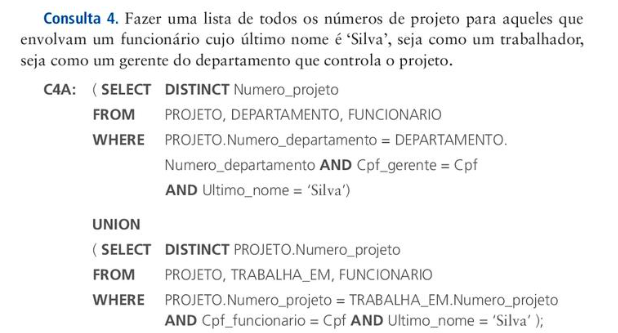 Consulta 4. Fazer uma lista de todos os números de projeto para aqueles que
envolvam um funcionário cujo último nome é ‘Silva’, seja como um trabalhador,
seja como um gerente do departamento que controla o projeto.
C4A: ( SELECT DISTINCT Numero_projeto
FROM PROJETO, DEPARTAMENTO, FUNCIONARIO
WHERE PROJETO.Numero_departamento = DEPARTAMENTO.
Numero_departamento AND Cpf_gerente = Cpf
AND Ultimo_nome = ‘Silva’)
UNION
( SELECT DISTINCT PROJETO.Numero_projeto
FROM PROJETO, TRABALHA_EM, FUNCIONARIO
WHERE PROJETO.Numero_projeto = TRABALHA_EM.Numero_projeto
AND Cpf_funcionario = Cpf AND Ultimo_nome = ‘Silva’ );